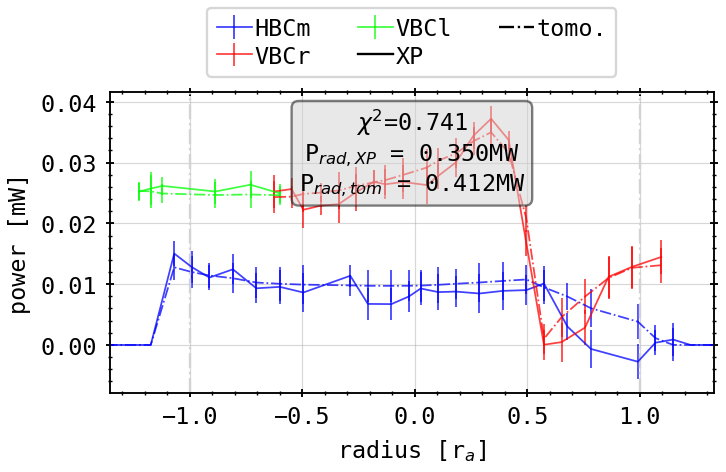 HBCm VBCl tomo.
VBCr XP
χ²=0.741
P_rad,XP = 0.350MW
P_rad,tom = 0.412MW
power [mW]
0.04
0.03
0.02
0.01
0.00
−1.0 −0.5 0.0 0.5 1.0
radius [r_a]